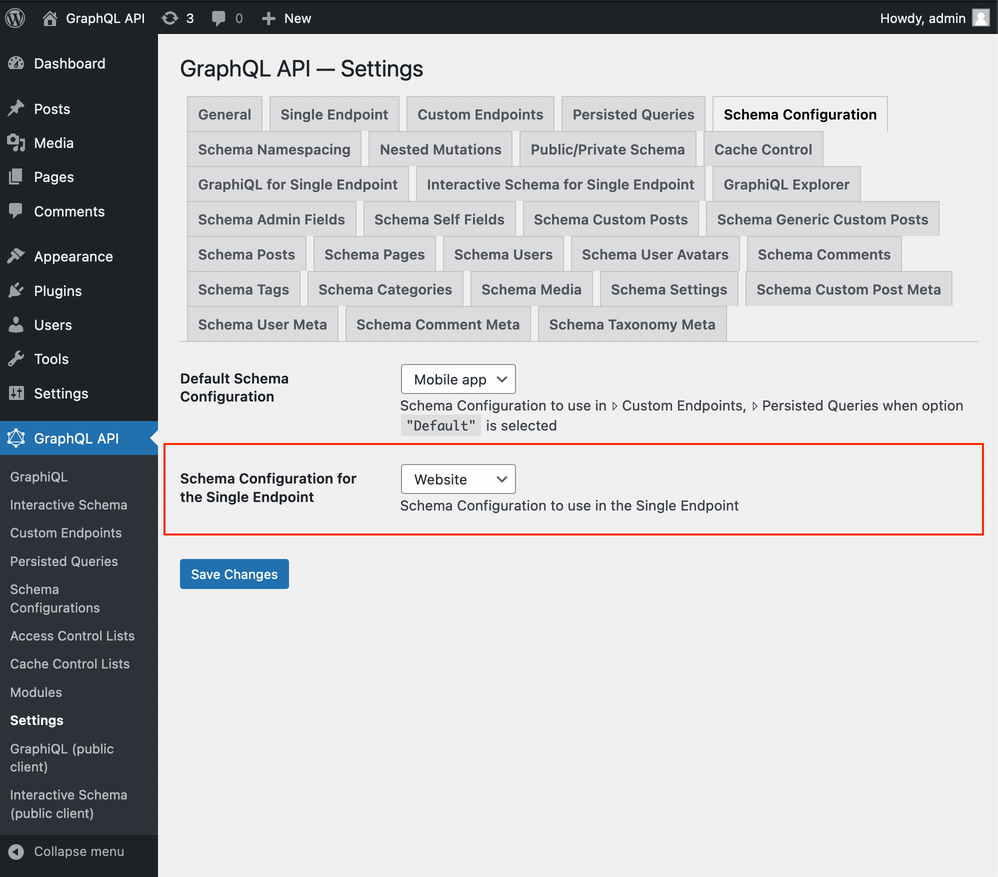 GraphQL API 3 0 New Howdy, admin
Dashboard
Posts
Media
Pages
Comments
Appearance
Plugins
Users
Tools
Settings
GraphQL API
GraphiQL
Interactive Schema
Custom Endpoints
Persisted Queries
Schema
Configurations
Access Control Lists
Cache Control Lists
Modules
Settings
GraphiQL (public
client)
Interactive Schema
(public client)
Collapse menu
GraphQL API — Settings
General Single Endpoint Custom Endpoints Persisted Queries Schema Configuration
Schema Namespacing Nested Mutations Public/Private Schema Cache Control
GraphiQL for Single Endpoint Interactive Schema for Single Endpoint GraphiQL Explorer
Schema Admin Fields Schema Self Fields Schema Custom Posts Schema Generic Custom Posts
Schema Posts Schema Pages Schema Users Schema User Avatars Schema Comments
Schema Tags Schema Categories Schema Media Schema Settings Schema Custom Post Meta
Schema User Meta Schema Comment Meta Schema Taxonomy Meta
Default Schema
Configuration
Mobile app
Schema Configuration to use in ▹ Custom Endpoints, ▹ Persisted Queries when option
"Default" is selected
Schema Configuration for
the Single Endpoint
Website
Schema Configuration to use in the Single Endpoint
Save Changes